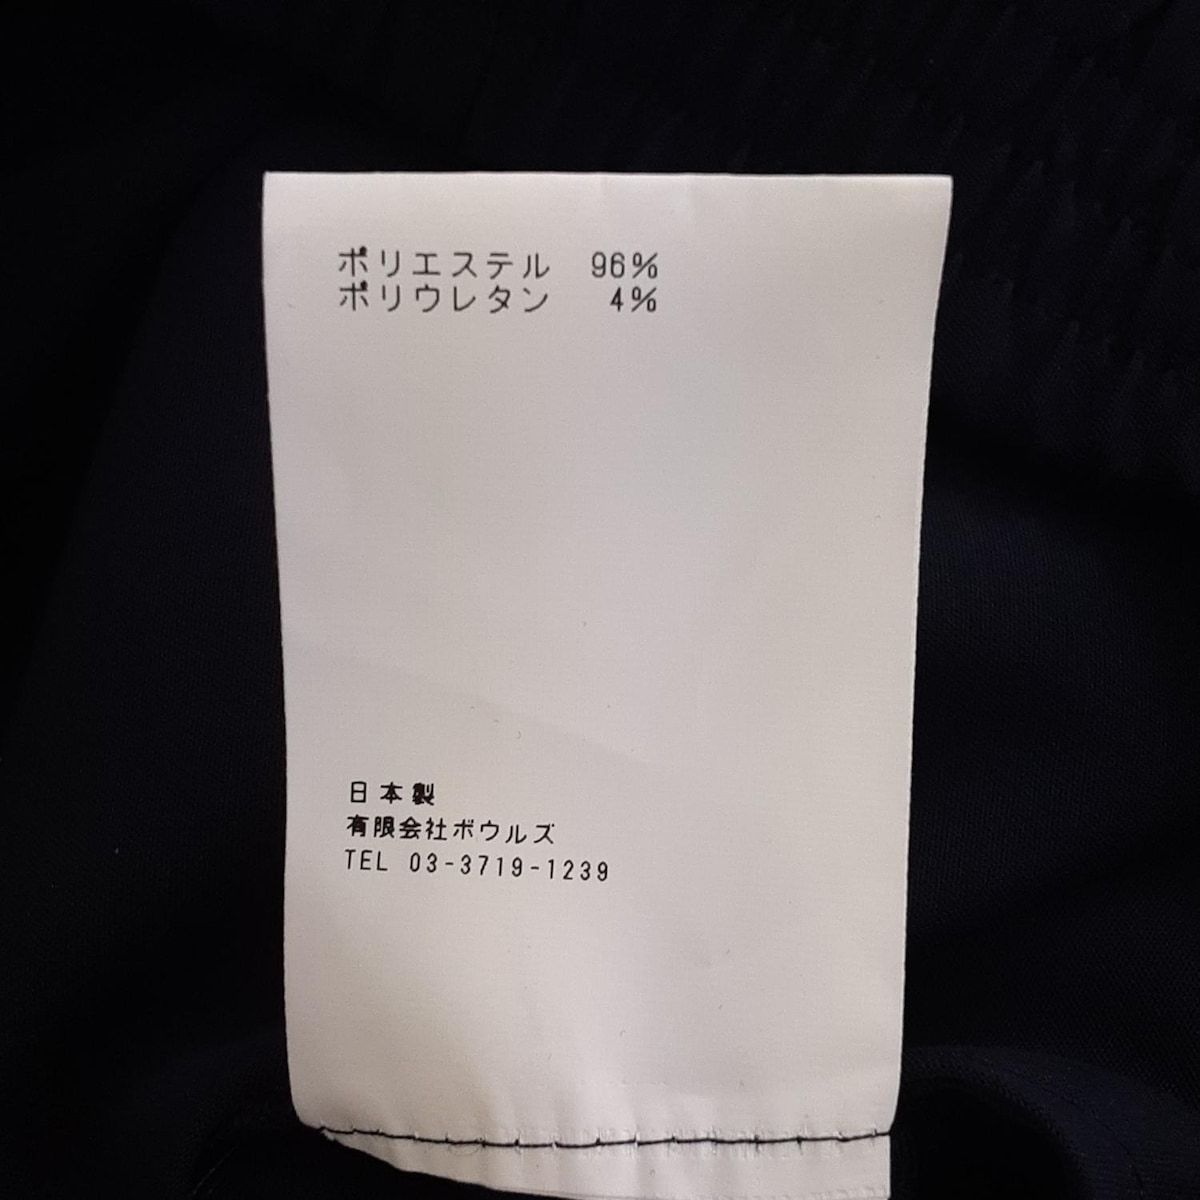 ポリエステル 96%
ポリウレタン 4%
日本製
有限会社ボウルズ
TEL 03-3719-1239